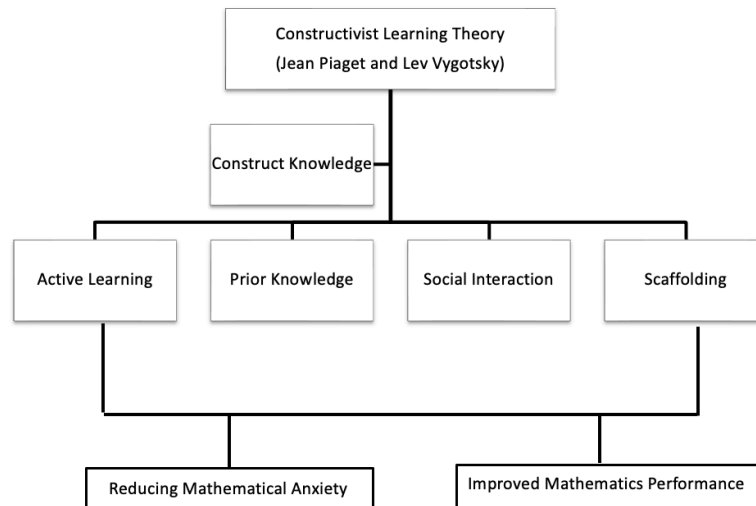 Constructivist Learning Theory
(Jean Piaget and Lev Vygotsky)
Construct Knowledge
Active Learning
Prior Knowledge
Social Interaction
Scaffolding
Reducing Mathematical Anxiety
Improved Mathematics Performance